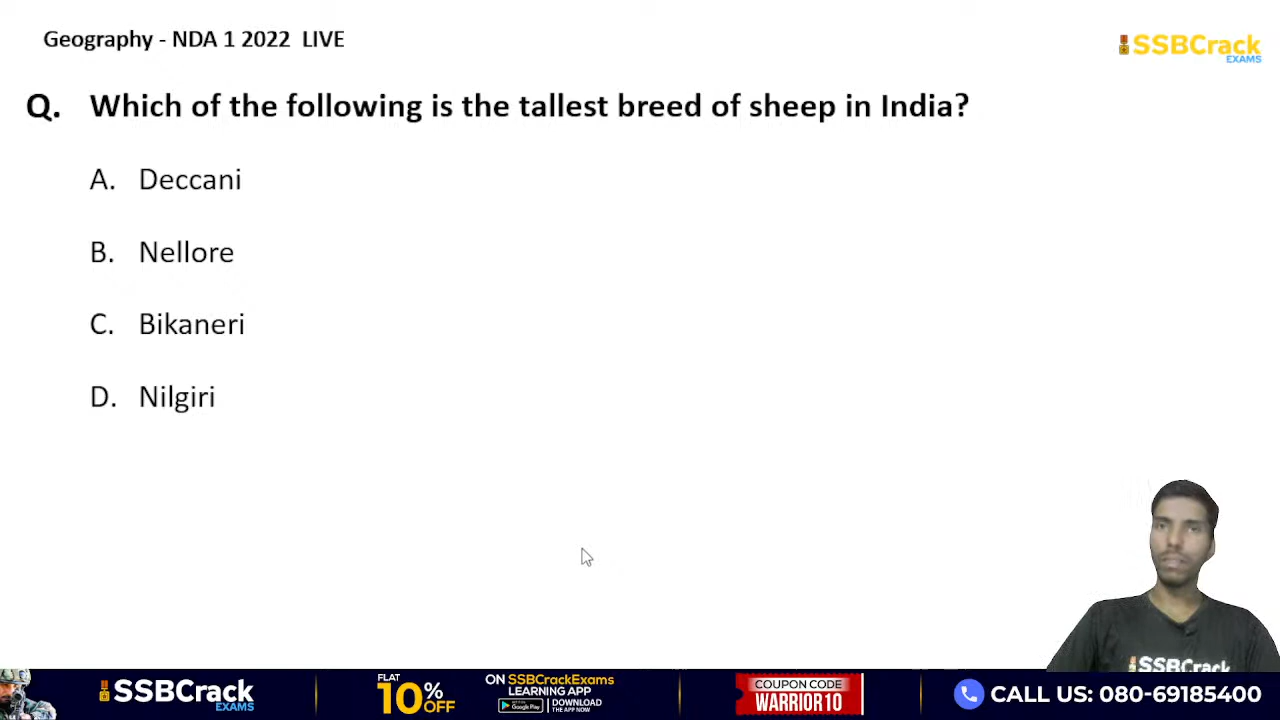 Geography - NDA 1 2022 LIVE
SSBCrack
EXAMS
Q. Which of the following is the tallest breed of sheep in India?
A. Deccani
B. Nellore
C. Bikaneri
D. Nilgiri
SSBCrack
SSBCrack
EXAMS
FLAT
10% OFF
ON SSBCrackExams
LEARNING APP
Google Play
DOWNLOAD
THE APP NOW
COUPON CODE
WARRIOR10
CALL US: 080-69185400